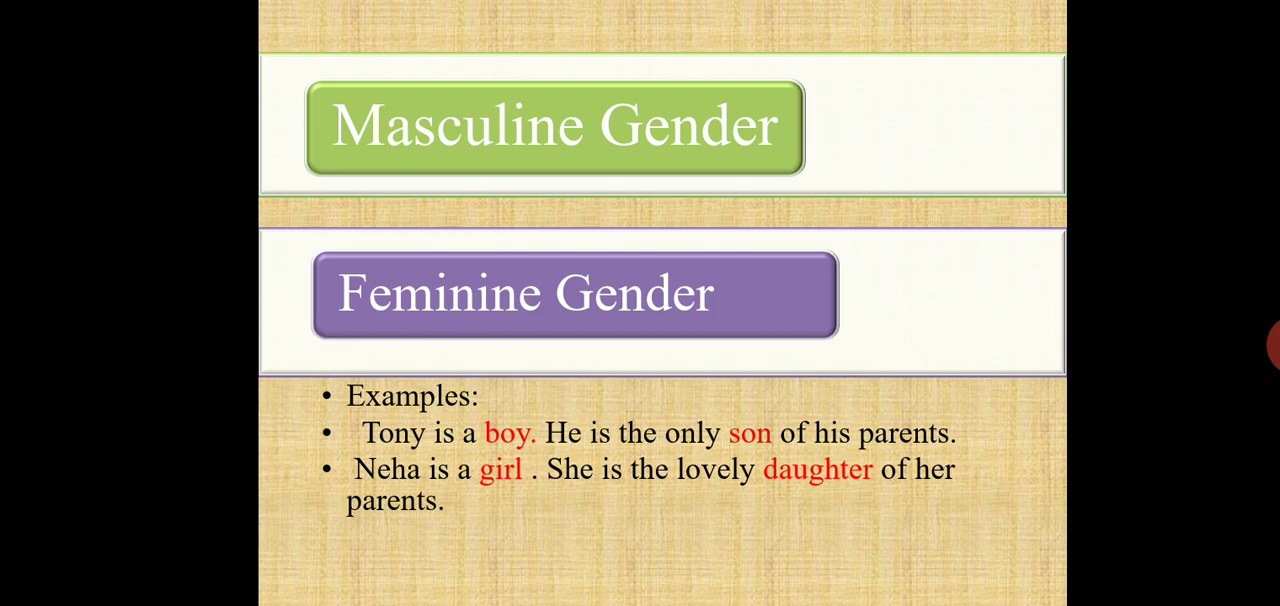 Masculine Gender
Feminine Gender
• Examples:
• Tony is a boy. He is the only son of his parents.
• Neha is a girl . She is the lovely daughter of her
parents.